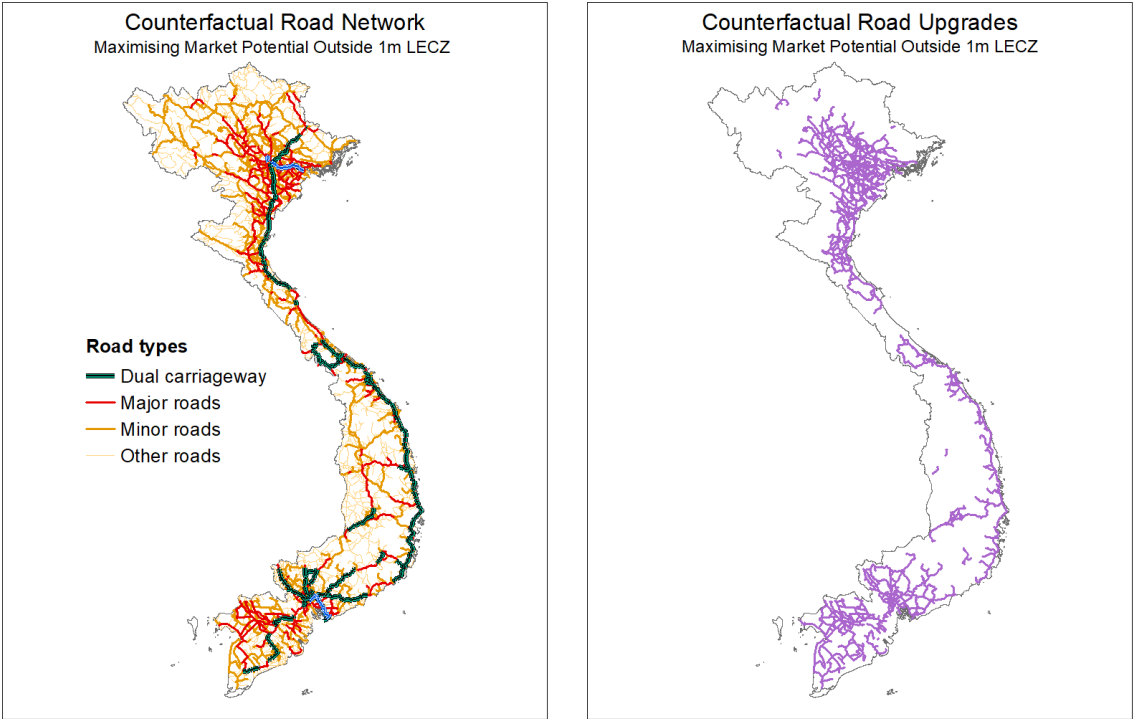 Counterfactual Road Network
Maximising Market Potential Outside 1m LECZ
Road types
Dual carriageway
Major roads
Minor roads
Other roads
Counterfactual Road Upgrades
Maximising Market Potential Outside 1m LECZ